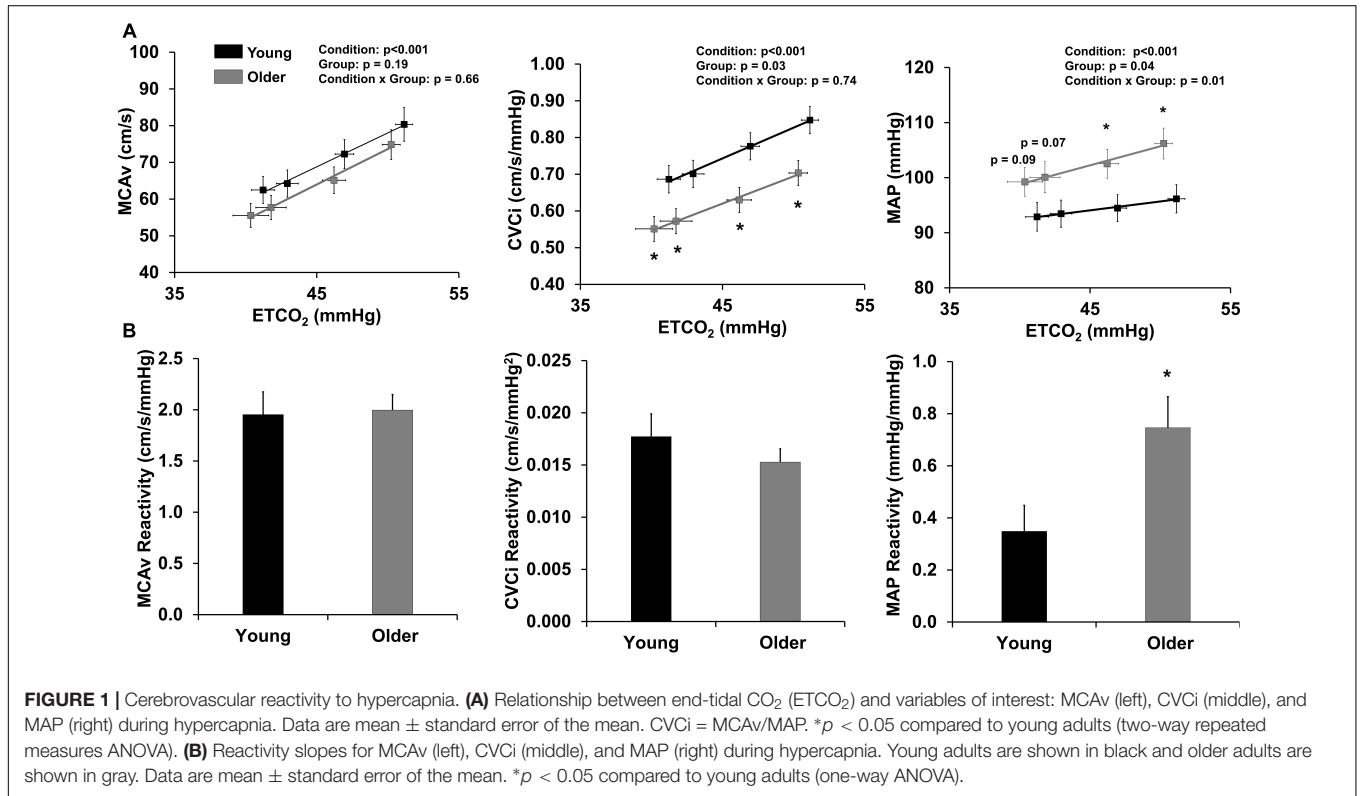 A
Young
Older
Condition: p<0.001
Group: p = 0.19
Condition x Group: p = 0.66
100
90
80
70
60
50
40
MCAv (cm/s)
35
45
55
ETCO₂ (mmHg)
Condition: p<0.001
Group: p = 0.03
Condition x Group: p = 0.74
1.00
0.90
0.80
0.70
0.60
0.50
0.40
CVCi (cm/s/mmHg)
*
*
*
*
35
45
55
ETCO₂ (mmHg)
Condition: p<0.001
Group: p = 0.04
Condition x Group: p = 0.01
120
110
100
90
80
MAP (mmHg)
p = 0.09
p = 0.07
*
*
35
45
55
ETCO₂ (mmHg)
B
2.5
2.0
1.5
1.0
0.5
0.0
MCAv Reactivity (cm/s/mmHg)
Young
Older
0.025
0.020
0.015
0.010
0.005
0.000
CVCi Reactivity (cm/s/mmHg²)
Young
Older
1.0
0.8
0.6
0.4
0.2
0.0
MAP Reactivity (mmHg/mmHg)
*
Young
Older
FIGURE 1 | Cerebrovascular reactivity to hypercapnia. (A) Relationship between end-tidal CO₂ (ETCO₂) and variables of interest: MCAv (left), CVCi (middle), and
MAP (right) during hypercapnia. Data are mean ± standard error of the mean. CVCi = MCAv/MAP. *p < 0.05 compared to young adults (two-way repeated
measures ANOVA). (B) Reactivity slopes for MCAv (left), CVCi (middle), and MAP (right) during hypercapnia. Young adults are shown in black and older adults are
shown in gray. Data are mean ± standard error of the mean. *p < 0.05 compared to young adults (one-way ANOVA).